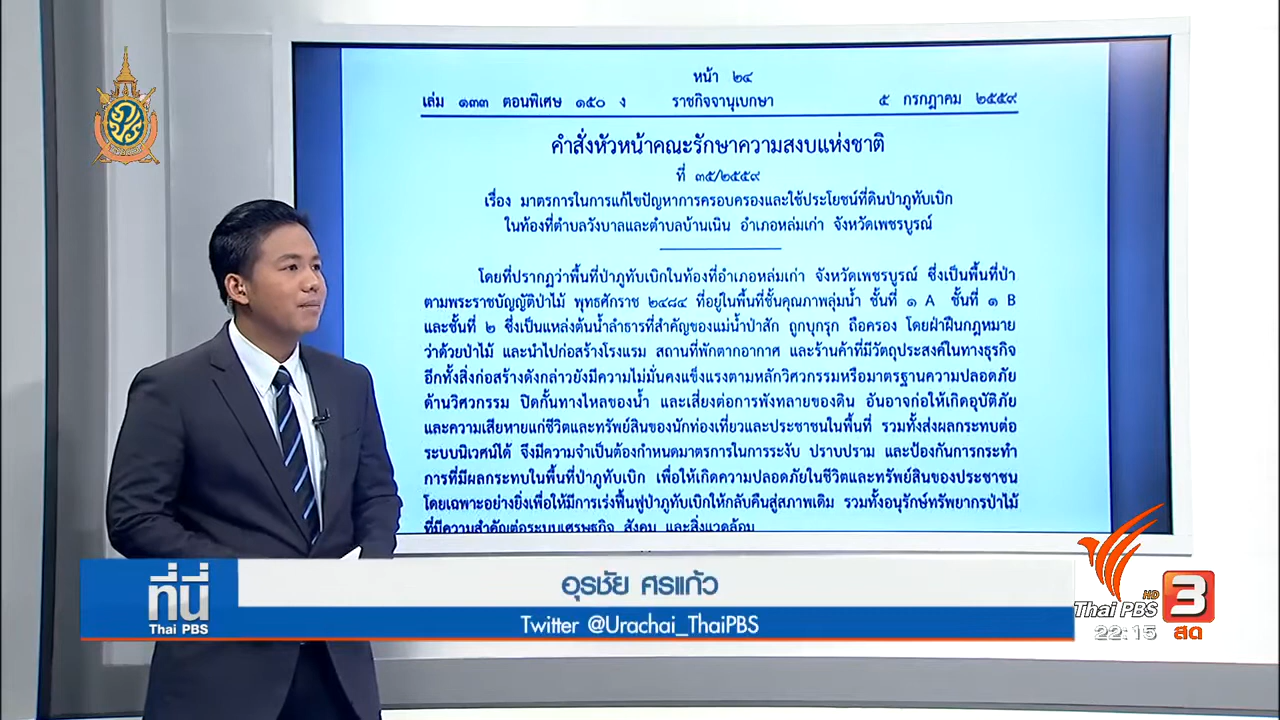 หน้า ๒๔
เล่ม ๑๓๓ ตอนพิเศษ ๑๕๐ ง ราชกิจจานุเบกษา ๕ กรกฎาคม ๒๕๕๙
คำสั่งหัวหน้าคณะรักษาความสงบแห่งชาติ
ที่ ๓๕/๒๕๕๙
เรื่อง มาตรการในการแก้ไขปัญหาการครอบครองและใช้ประโยชน์ที่ดินป่าภูทับเบิก
ในท้องที่ตำบลวังบาลและตำบลบ้านเนิน อำเภอหล่มเก่า จังหวัดเพชรบูรณ์
โดยที่ปรากฏว่าพื้นที่ป่าภูทับเบิกในท้องที่อำเภอหล่มเก่า จังหวัดเพชรบูรณ์ ซึ่งเป็นพื้นที่ป่า
ตามพระราชบัญญัติป่าไม้ พุทธศักราช ๒๔๘๔ ที่อยู่ในพื้นที่ชั้นคุณภาพลุ่มน้ำ ชั้นที่ ๑ A ชั้นที่ ๑ B
และชั้นที่ ๒ ซึ่งเป็นแหล่งต้นน้ำลำธารที่สำคัญของแม่น้ำป่าสัก ถูกบุกรุก ถือครอง โดยฝ่าฝืนกฎหมาย
ว่าด้วยป่าไม้ และนำไปก่อสร้างโรงแรม สถานที่พักตากอากาศ และร้านค้าที่มีวัตถุประสงค์ในทางธุรกิจ
อีกทั้งสิ่งก่อสร้างดังกล่าวยังมีความไม่มั่นคงแข็งแรงตามหลักวิศวกรรมหรือมาตรฐานความปลอดภัย
ด้านวิศวกรรม ปิดกั้นทางไหลของน้ำ และเสี่ยงต่อการพังทลายของดิน อันอาจก่อให้เกิดอุบัติภัย
และความเสียหายแก่ชีวิตและทรัพย์สินของนักท่องเที่ยวและประชาชนในพื้นที่ รวมทั้งส่งผลกระทบต่อ
ระบบนิเวศน์ได้ จึงมีความจำเป็นต้องกำหนดมาตรการในการระงับ ปราบปราม และป้องกันการกระทำ
การที่มีผลกระทบในพื้นที่ป่าภูทับเบิก เพื่อให้เกิดความปลอดภัยในชีวิตและทรัพย์สินของประชาชน
โดยเฉพาะอย่างยิ่งเพื่อให้มีการเร่งฟื้นฟูป่าภูทับเบิกให้กลับคืนสู่สภาพเดิม รวมทั้งอนุรักษ์ทรัพยากรป่าไม้
ที่มีความสำคัญต่อระบบเศรษฐกิจ สังคม และสิ่งแวดล้อม
ที่นี่
Thai PBS
อุรชัย ศรแก้ว
Twitter @Urachai_ThaiPBS
Thai PBS HD 3
22:15 สด